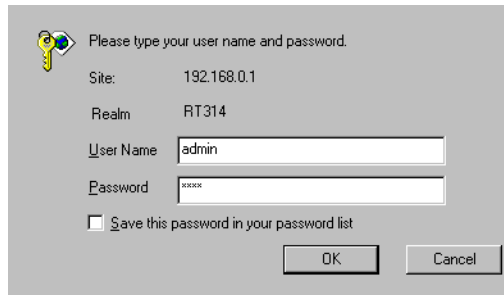 Please type your user name and password.
Site: 192.168.0.1
Realm RT314
User Name admin
Password xxxx
Save this password in your password list
OK Cancel